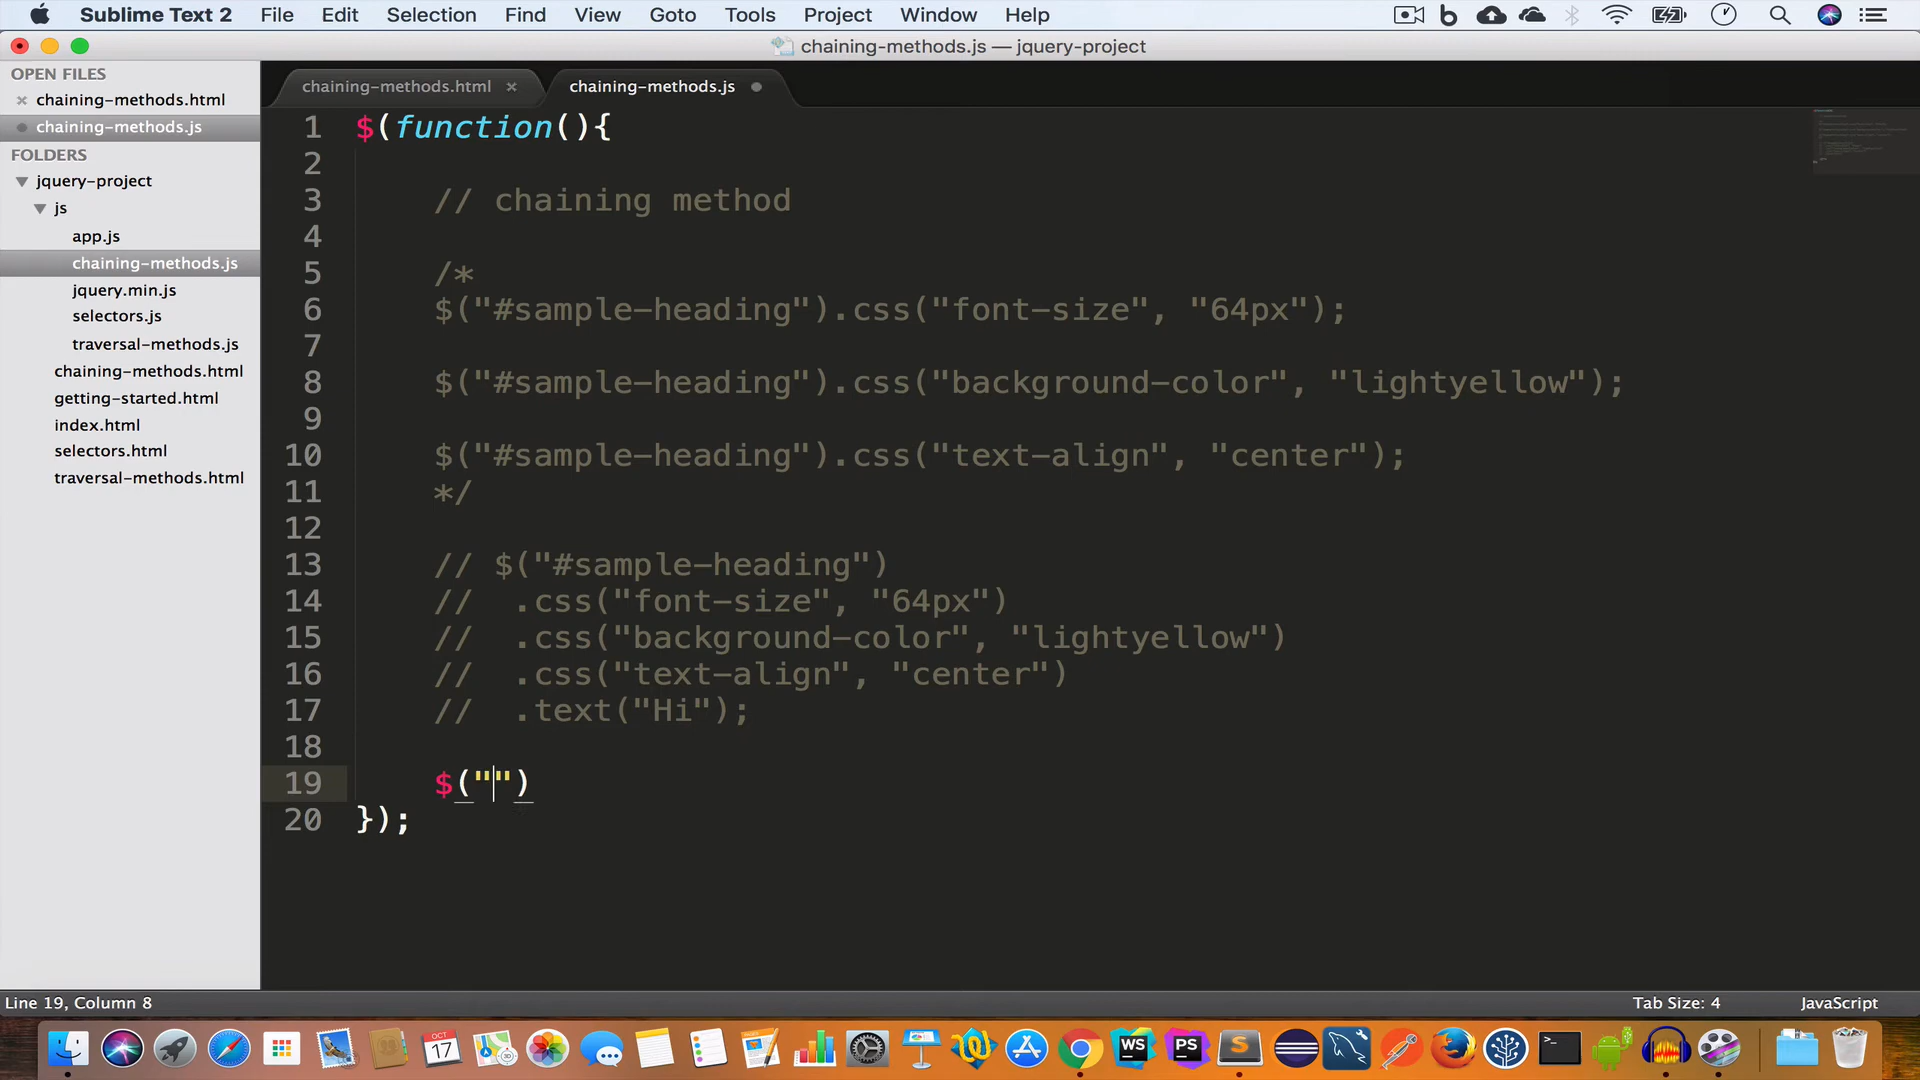 Sublime Text 2 File Edit Selection Find View Goto Tools Project Window Help
chaining-methods.js — jquery-project
OPEN FILES
chaining-methods.html
chaining-methods.js
FOLDERS
jquery-project
js
app.js
chaining-methods.js
jquery.min.js
selectors.js
traversal-methods.js
chaining-methods.html
getting-started.html
index.html
selectors.html
traversal-methods.html
chaining-methods.html chaining-methods.js
1 $(function(){
2
3 // chaining method
4
5 /*
6 $("#sample-heading").css("font-size", "64px");
7
8 $("#sample-heading").css("background-color", "lightyellow");
9
10 $("#sample-heading").css("text-align", "center");
11 */
12
13 // $("#sample-heading")
14 // .css("font-size", "64px")
15 // .css("background-color", "lightyellow")
16 // .css("text-align", "center")
17 // .text("Hi");
18
19 $("")
20 });
Line 19, Column 8 Tab Size: 4 JavaScript
OCT
17
3D
WS
PS